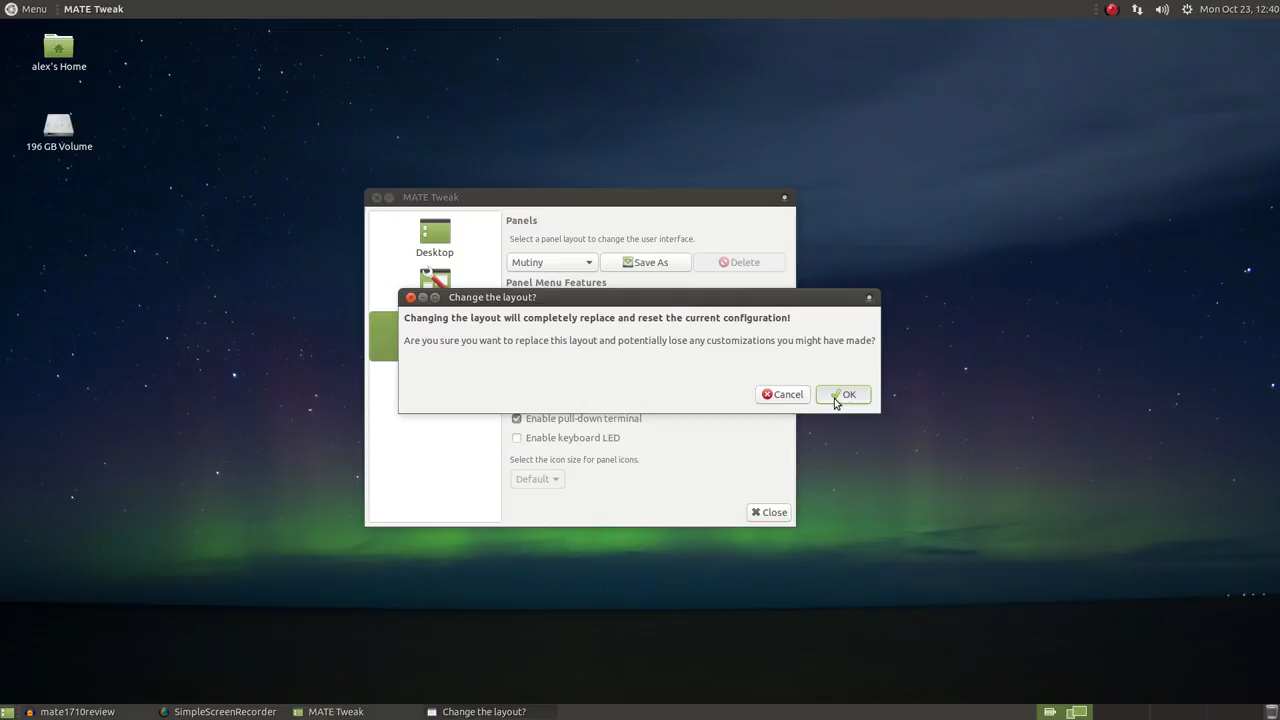 Menu MATE Tweak Mon Oct 23, 12:40
alex's Home
196 GB Volume
MATE Tweak
Desktop
Panels
Select a panel layout to change the user interface.
Mutiny Save As Delete
Panel Menu Features
Change the layout?
Changing the layout will completely replace and reset the current configuration!
Are you sure you want to replace this layout and potentially lose any customizations you might have made?
Cancel OK
Enable pull-down terminal
Enable keyboard LED
Select the icon size for panel icons.
Default
Close
mate1710review SimpleScreenRecorder MATE Tweak Change the layout?